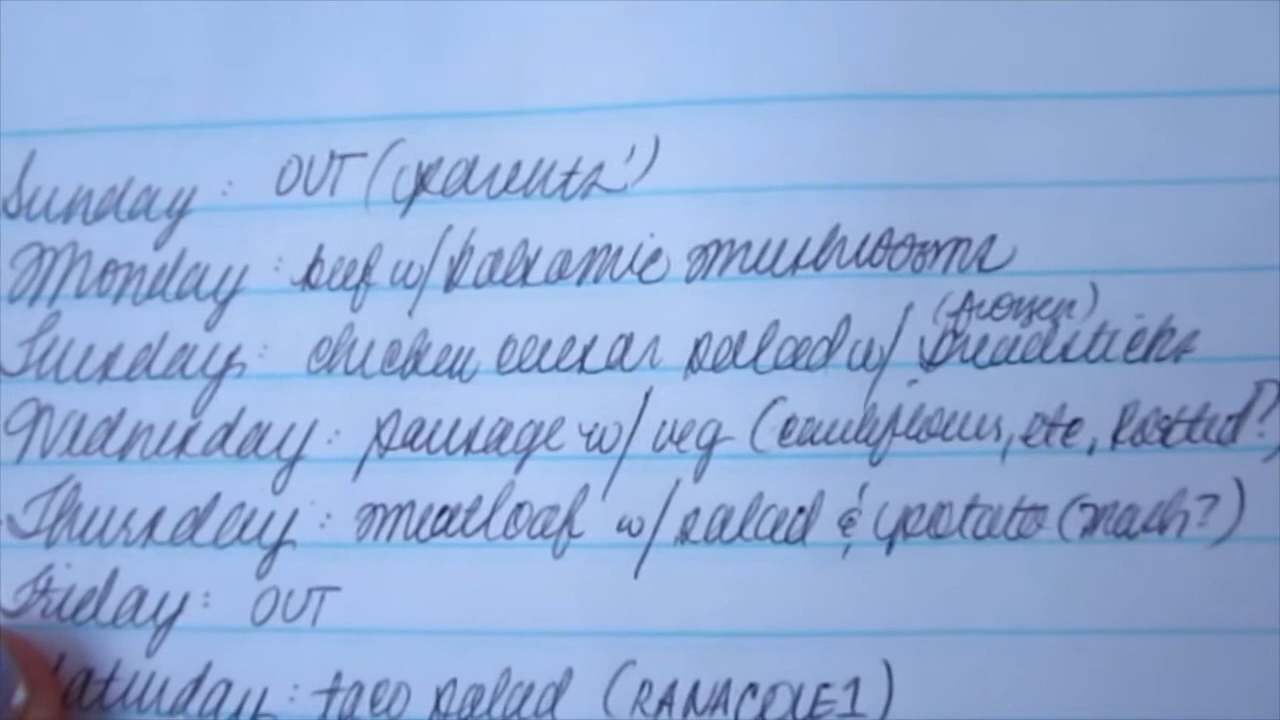 Sunday: OUT (parents')
Monday: beef w/ balsamic mushrooms
(frozen)
Tuesday: chicken caesar salad w/ breadsticks
Wednesday: sausage w/ veg (cauliflower, etc, Roasted?)
Thursday: meatloaf w/ salad & potato (mash?)
Friday: OUT
Saturday: taco salad (RANACOLE1)